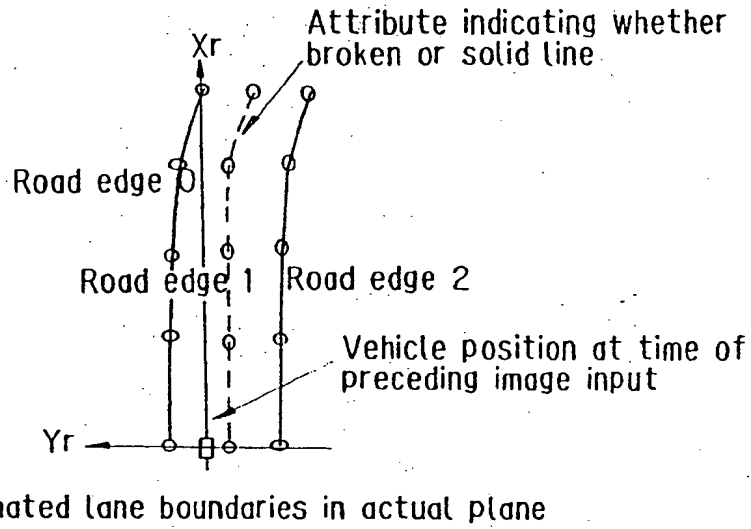 Attribute indicating whether
broken or solid line
Xr
Road edge 0
Road edge 1
Road edge 2
Vehicle position at time of
preceding image input
Yr
lane boundaries in actual plane